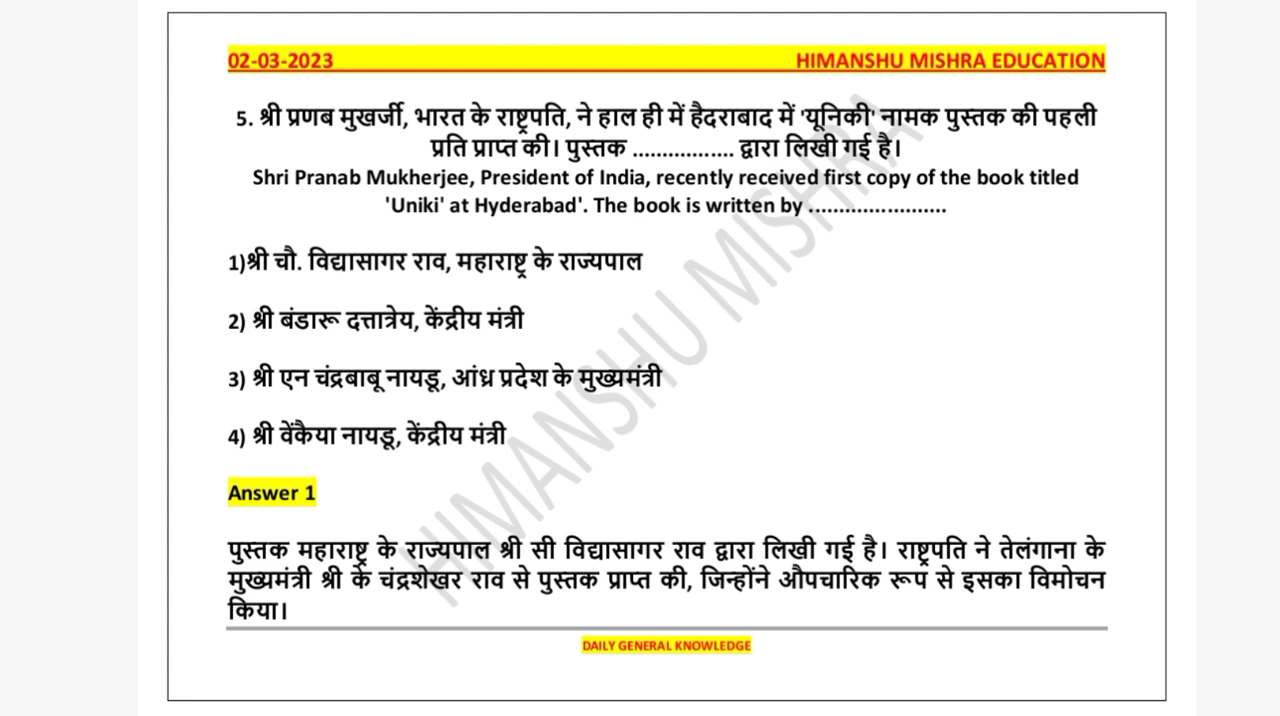 02-03-2023 HIMANSHU MISHRA EDUCATION
5. श्री प्रणब मुखर्जी, भारत के राष्ट्रपति, ने हाल ही में हैदराबाद में 'यूनिकी' नामक पुस्तक की पहली
प्रति प्राप्त की। पुस्तक ................. द्वारा लिखी गई है।
Shri Pranab Mukherjee, President of India, recently received first copy of the book titled
'Uniki' at Hyderabad'. The book is written by .......................
1)श्री चौ. विद्यासागर राव, महाराष्ट्र के राज्यपाल
2) श्री बंडारू दत्तात्रेय, केंद्रीय मंत्री
3) श्री एन चंद्रबाबू नायडू, आंध्र प्रदेश के मुख्यमंत्री
4) श्री वेंकैया नायडू, केंद्रीय मंत्री
Answer 1
पुस्तक महाराष्ट्र के राज्यपाल श्री सी विद्यासागर राव द्वारा लिखी गई है। राष्ट्रपति ने तेलंगाना के
मुख्यमंत्री श्री के चंद्रशेखर राव से पुस्तक प्राप्त की, जिन्होंने औपचारिक रूप से इसका विमोचन
किया।
DAILY GENERAL KNOWLEDGE
HIMANSHU MISHRA